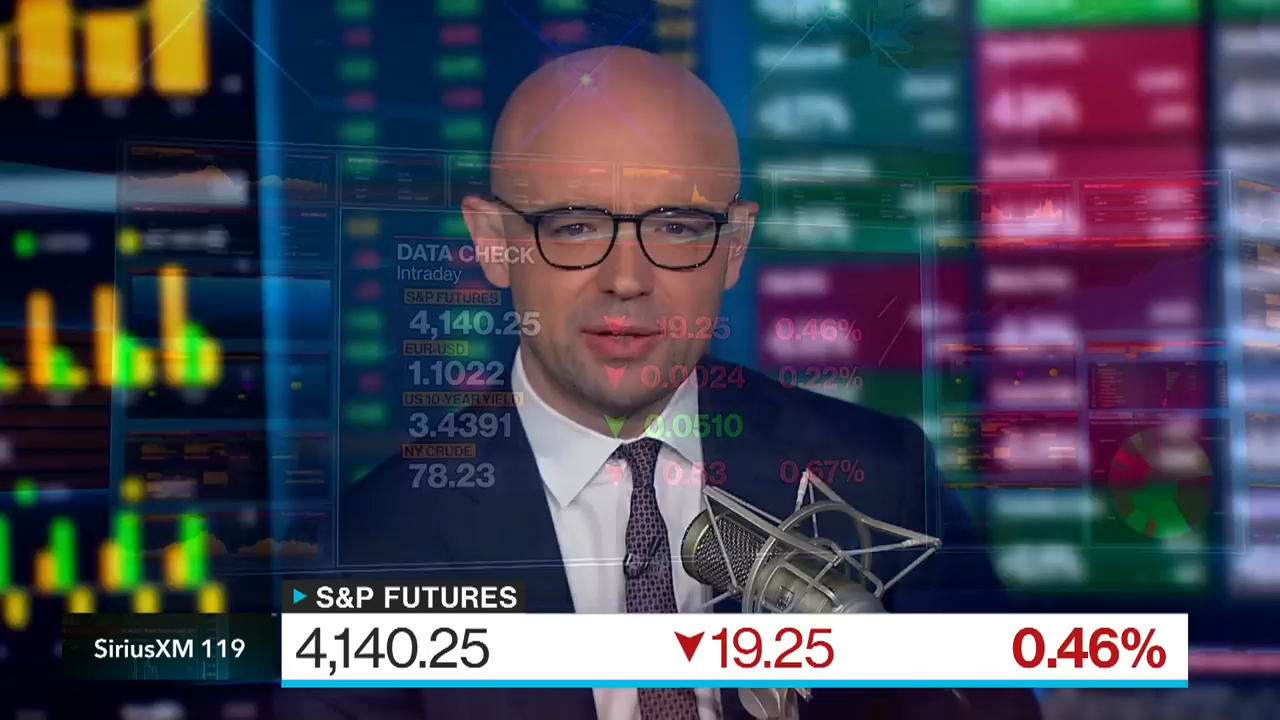 DATA CHECK
Intraday
S&P FUTURES
4,140.25 ▼ 19.25 0.46%
EUR-USD
1.1022 ▼ 0.0024 0.22%
US 10-YEAR YIELD
3.4391 ▼ 0.0510
NY CRUDE
78.23 ▼ 0.53 0.67%
S&P FUTURES
SiriusXM 119 4,140.25 ▼19.25 0.46%